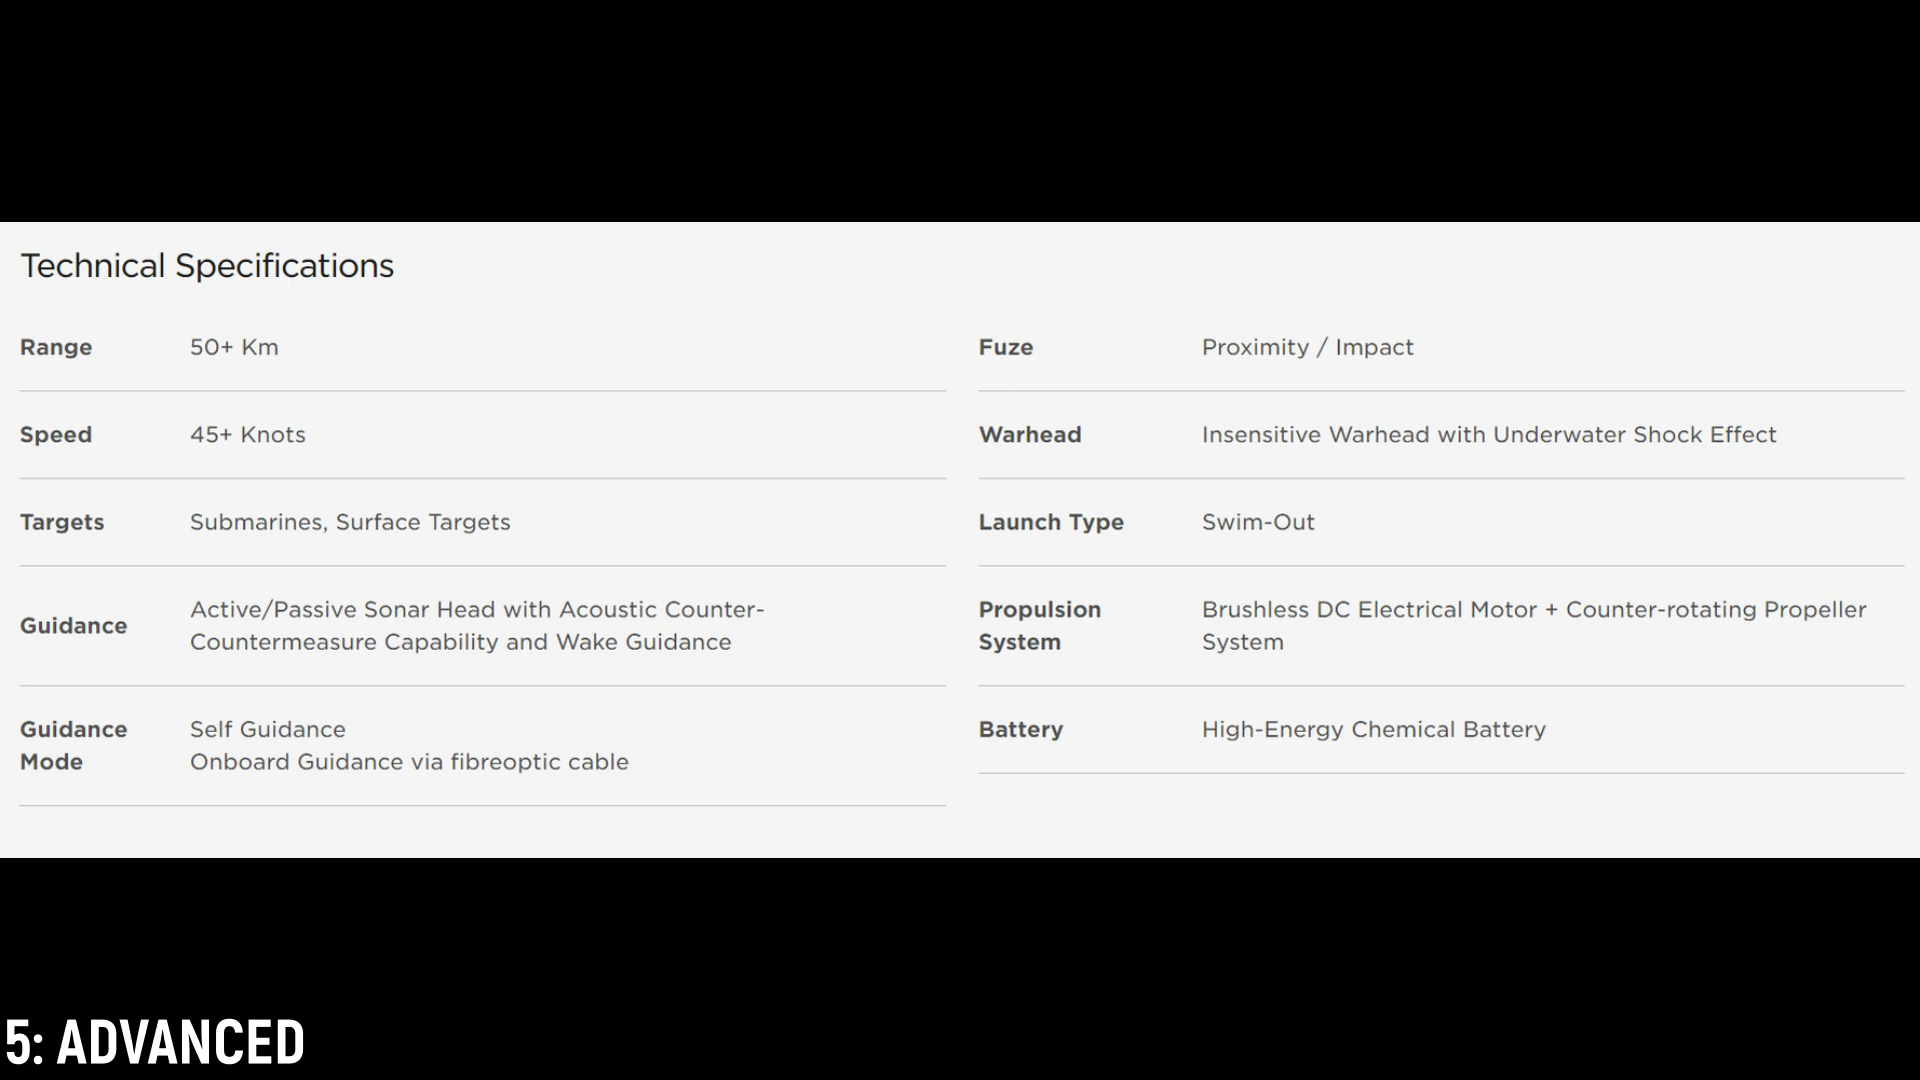 Technical Specifications
Range 50+ Km
Speed 45+ Knots
Targets Submarines, Surface Targets
Guidance Active/Passive Sonar Head with Acoustic Counter-
Countermeasure Capability and Wake Guidance
Guidance Mode Self Guidance
Onboard Guidance via fibreoptic cable
Fuze Proximity / Impact
Warhead Insensitive Warhead with Underwater Shock Effect
Launch Type Swim-Out
Propulsion System Brushless DC Electrical Motor + Counter-rotating Propeller
System
Battery High-Energy Chemical Battery
5: ADVANCED